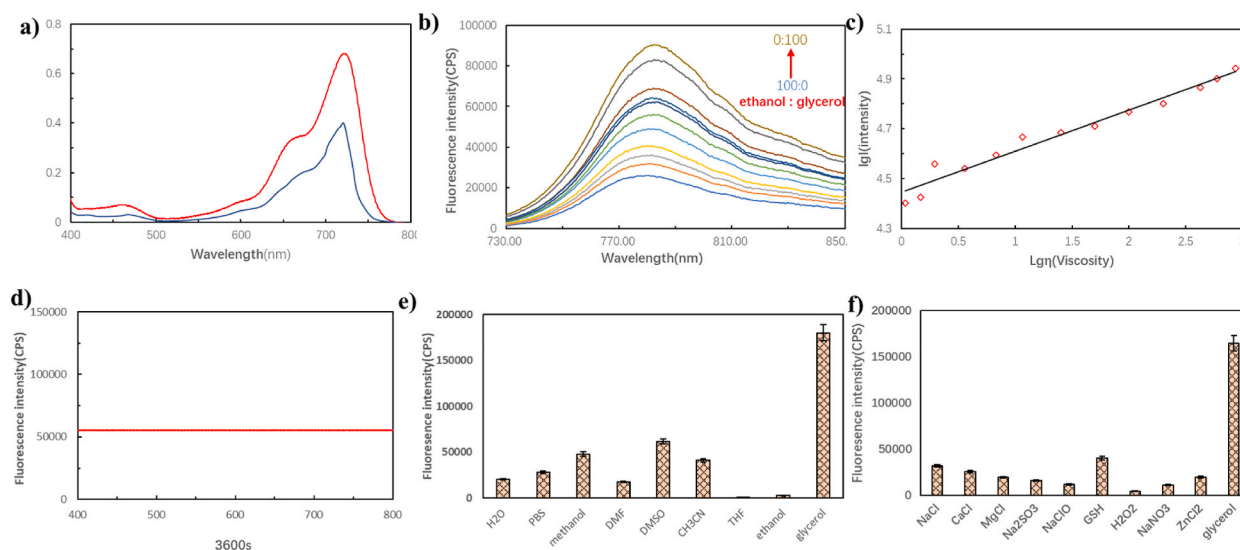 a)
0.8
0.6
0.4
0.2
0
400
500
600
700
800
Wavelength(nm)
b)
Fluorescence intensity(CPS)
100000
80000
60000
40000
20000
0
730.00
770.00
810.00
850.
Wavelength(nm)
0:100
100:0
ethanol : glycerol
c)
lgI(intensity)
5.1
4.9
4.7
4.5
4.3
0
0.5
1
1.5
2
2.5
3
Lgη(Viscosity)
d)
Fluorescence intensity(CPS)
150000
100000
50000
0
400
500
600
700
800
3600s
e)
Fluoresence intensity(CPS)
200000
150000
100000
50000
0
H2O
PBS
methanol
DMF
DMSO
CH3CN
THF
ethanol
glycerol
f)
Fluoresence intensity(CPS)
200000
150000
100000
50000
0
NaCl
CaCl
MgCl
Na2SO3
NaClO
GSH
H2O2
NaNO3
ZnCl2
glycerol